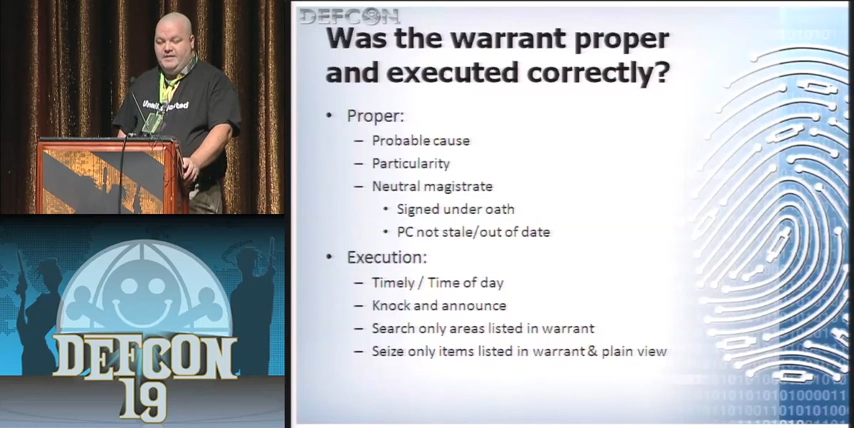 DEFCON
Was the warrant proper
and executed correctly?
• Proper:
– Probable cause
– Particularity
– Neutral magistrate
• Signed under oath
• PC not stale/out of date
• Execution:
– Timely / Time of day
– Knock and announce
– Search only areas listed in warrant
– Seize only items listed in warrant & plain view
DEFCON
19